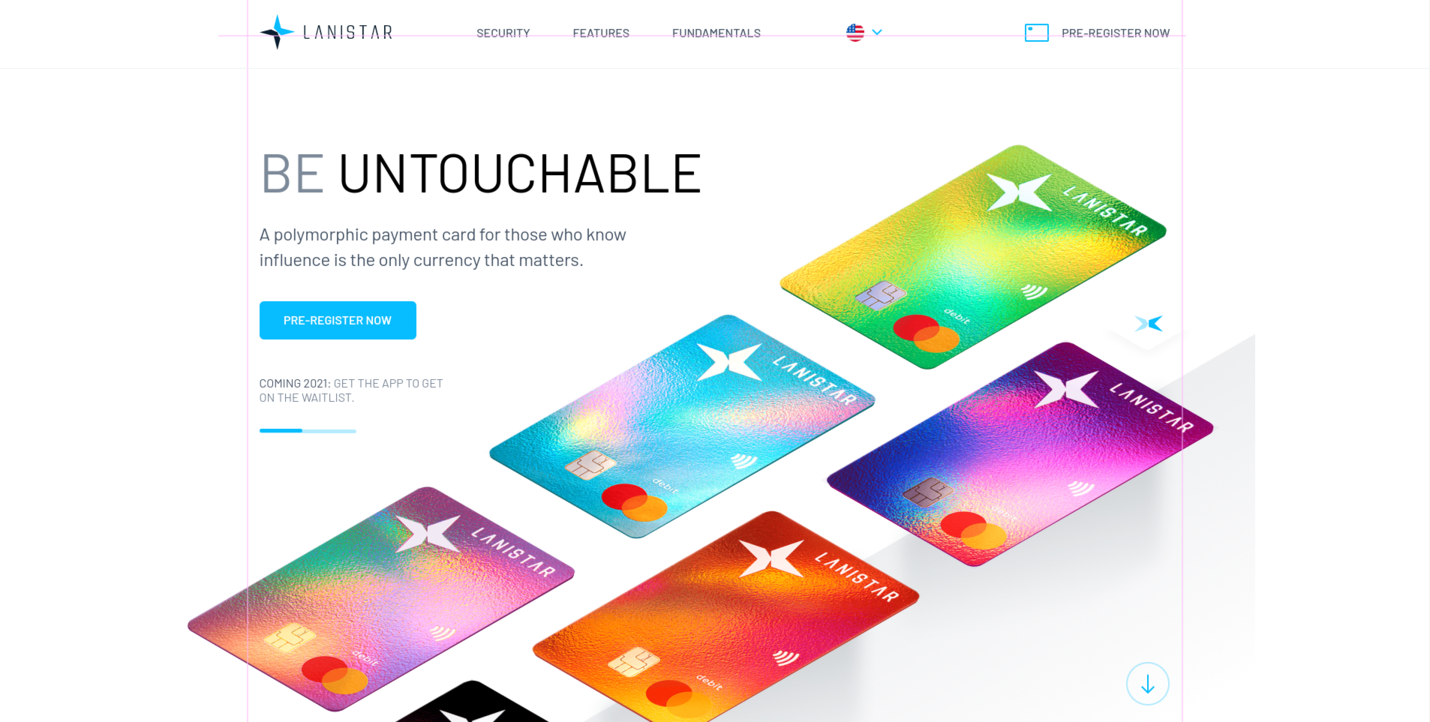 LANISTAR
SECURITY
FEATURES
FUNDAMENTALS
PRE-REGISTER NOW
BE UNTOUCHABLE
A polymorphic payment card for those who know
influence is the only currency that matters.
PRE-REGISTER NOW
COMING 2021: GET THE APP TO GET
ON THE WAITLIST.
LANISTAR
debit
LANISTAR
debit
LANISTAR
debit
LANISTAR
debit
LANISTAR
debit